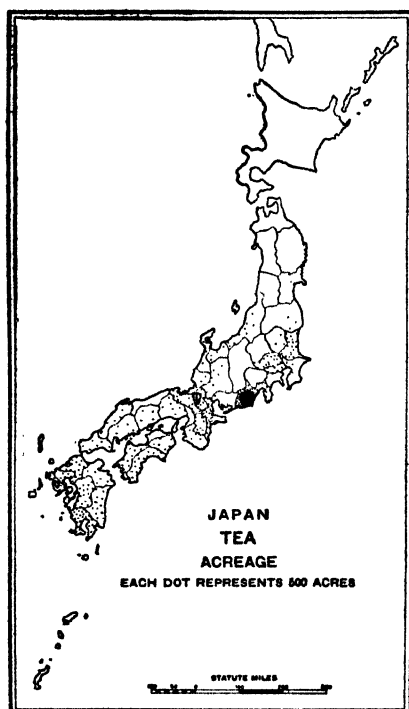 JAPAN
TEA
ACREAGE
EACH DOT REPRESENTS 500 ACRES
STATUTE MILES